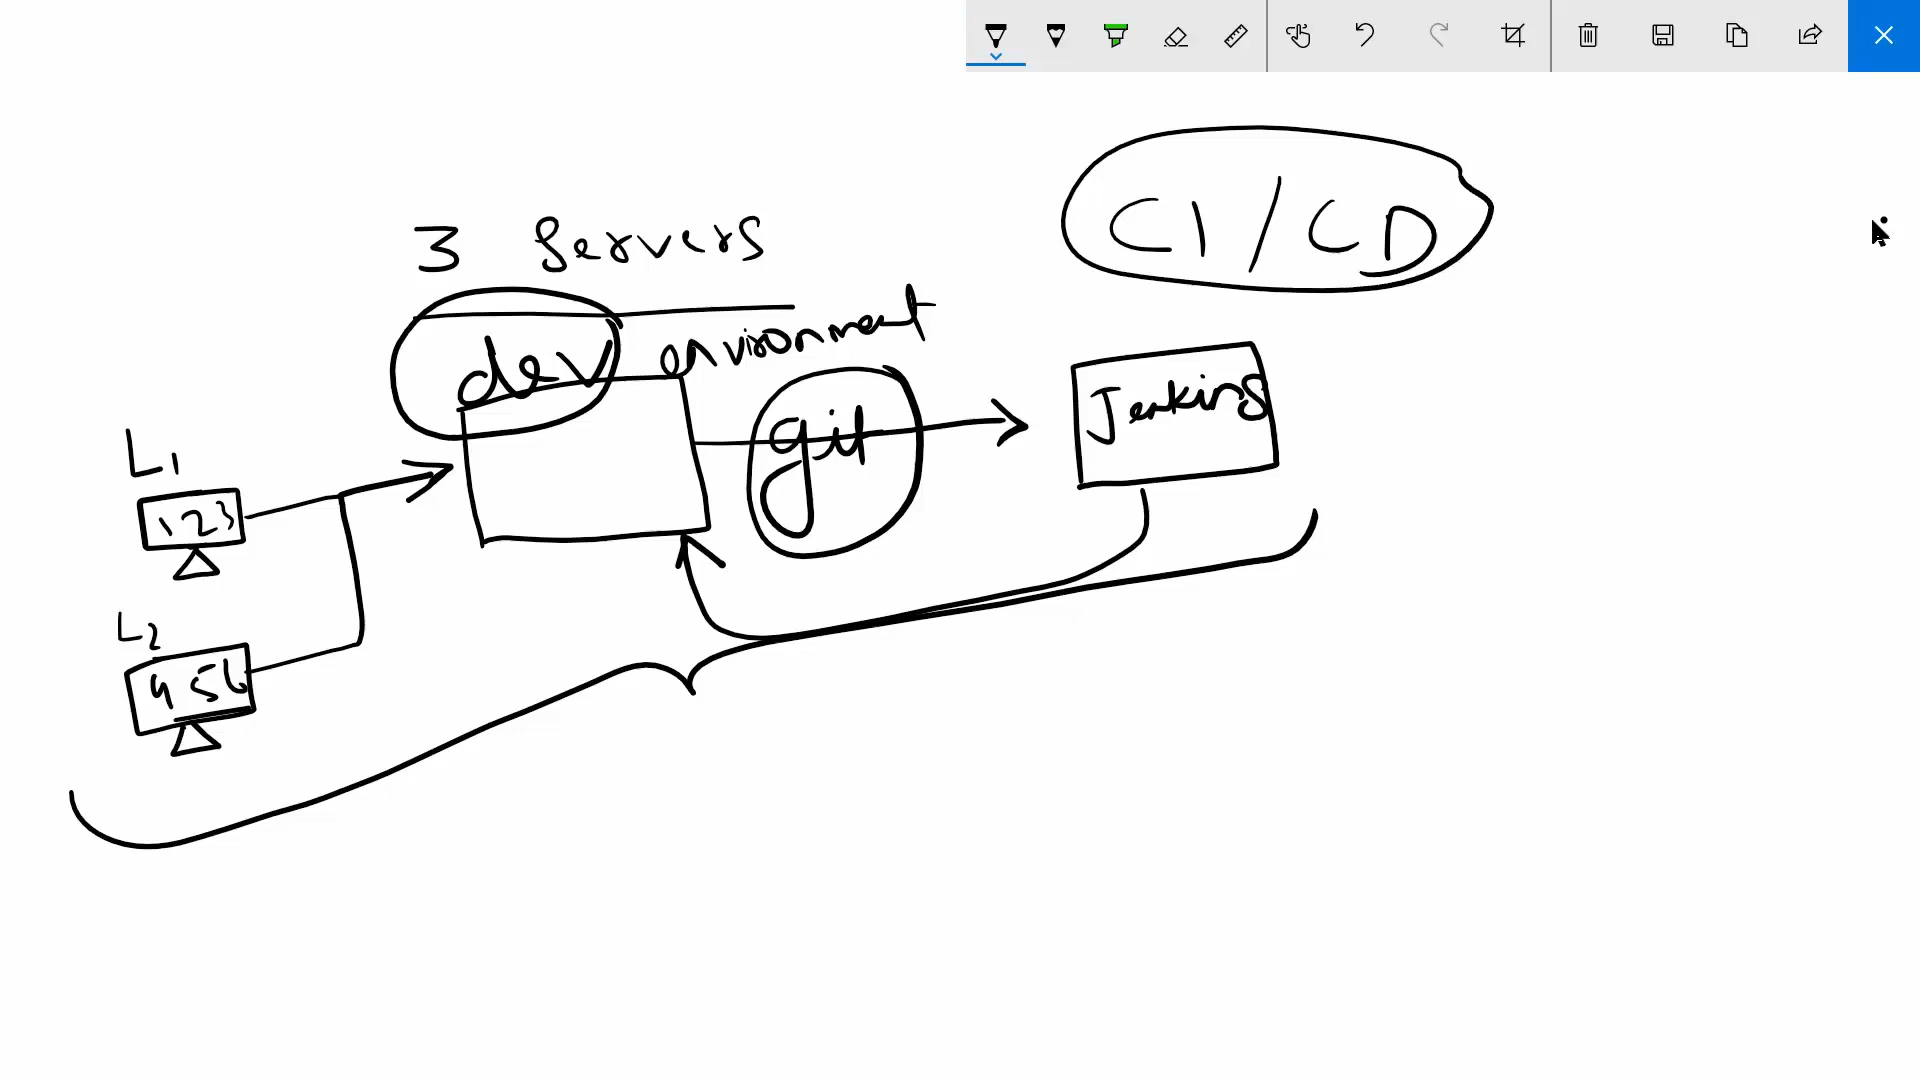 CI/CD
3 Servers
dev environment
git
Jenkins
L1
123
L2
456